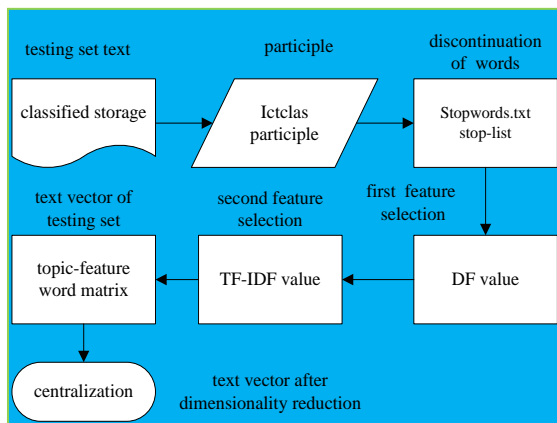 testing set text
participle
discontinuation
of words
classified storage
Ictclas
participle
Stopwords.txt
stop-list
text vector of
testing set
second feature
selection
first feature
selection
topic-feature
word matrix
TF-IDF value
DF value
centralization
text vector after
dimensionality reduction